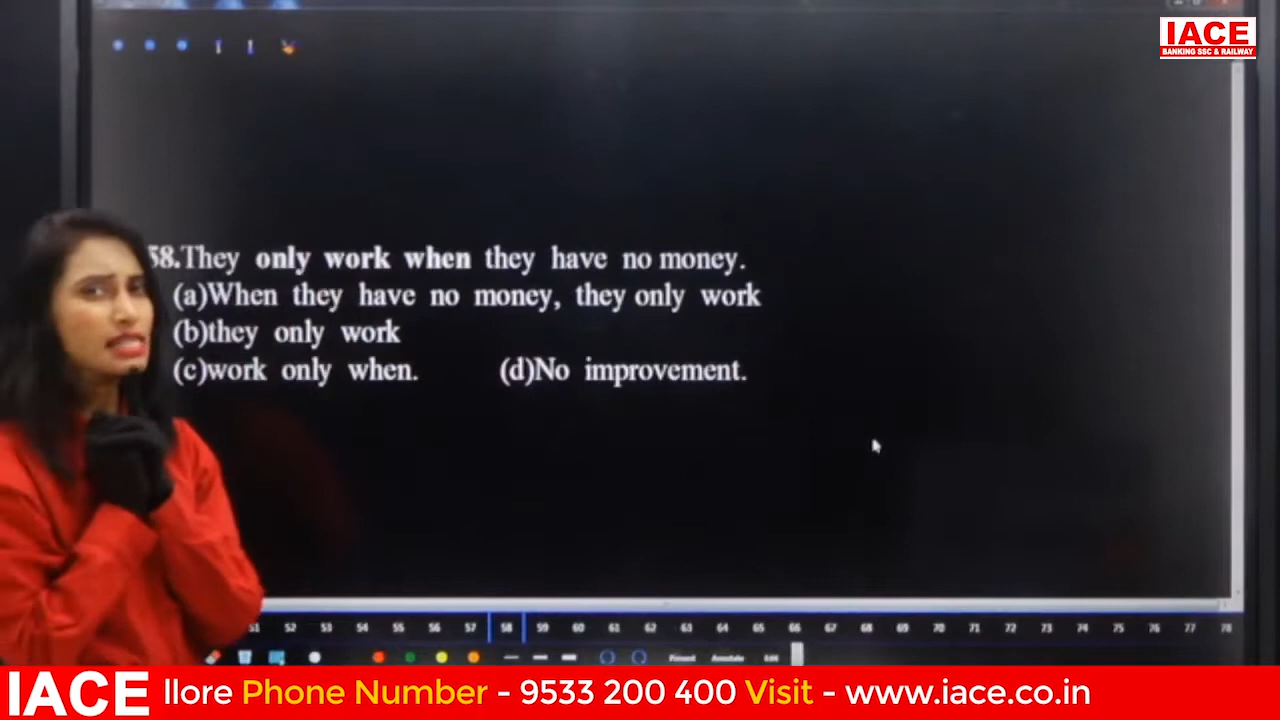 IACE
BANKING SSC & RAILWAY
58.They only work when they have no money.
(a)When they have no money, they only work
(b)they only work
(c)work only when. (d)No improvement.
51 52 53 54 55 56 57 58 59 60 61 62 63 64 65 66 67 68 69 70 71 72 73 74 75 76 77 78
Annotate Edit
IACE llore Phone Number - 9533 200 400 Visit - www.iace.co.in